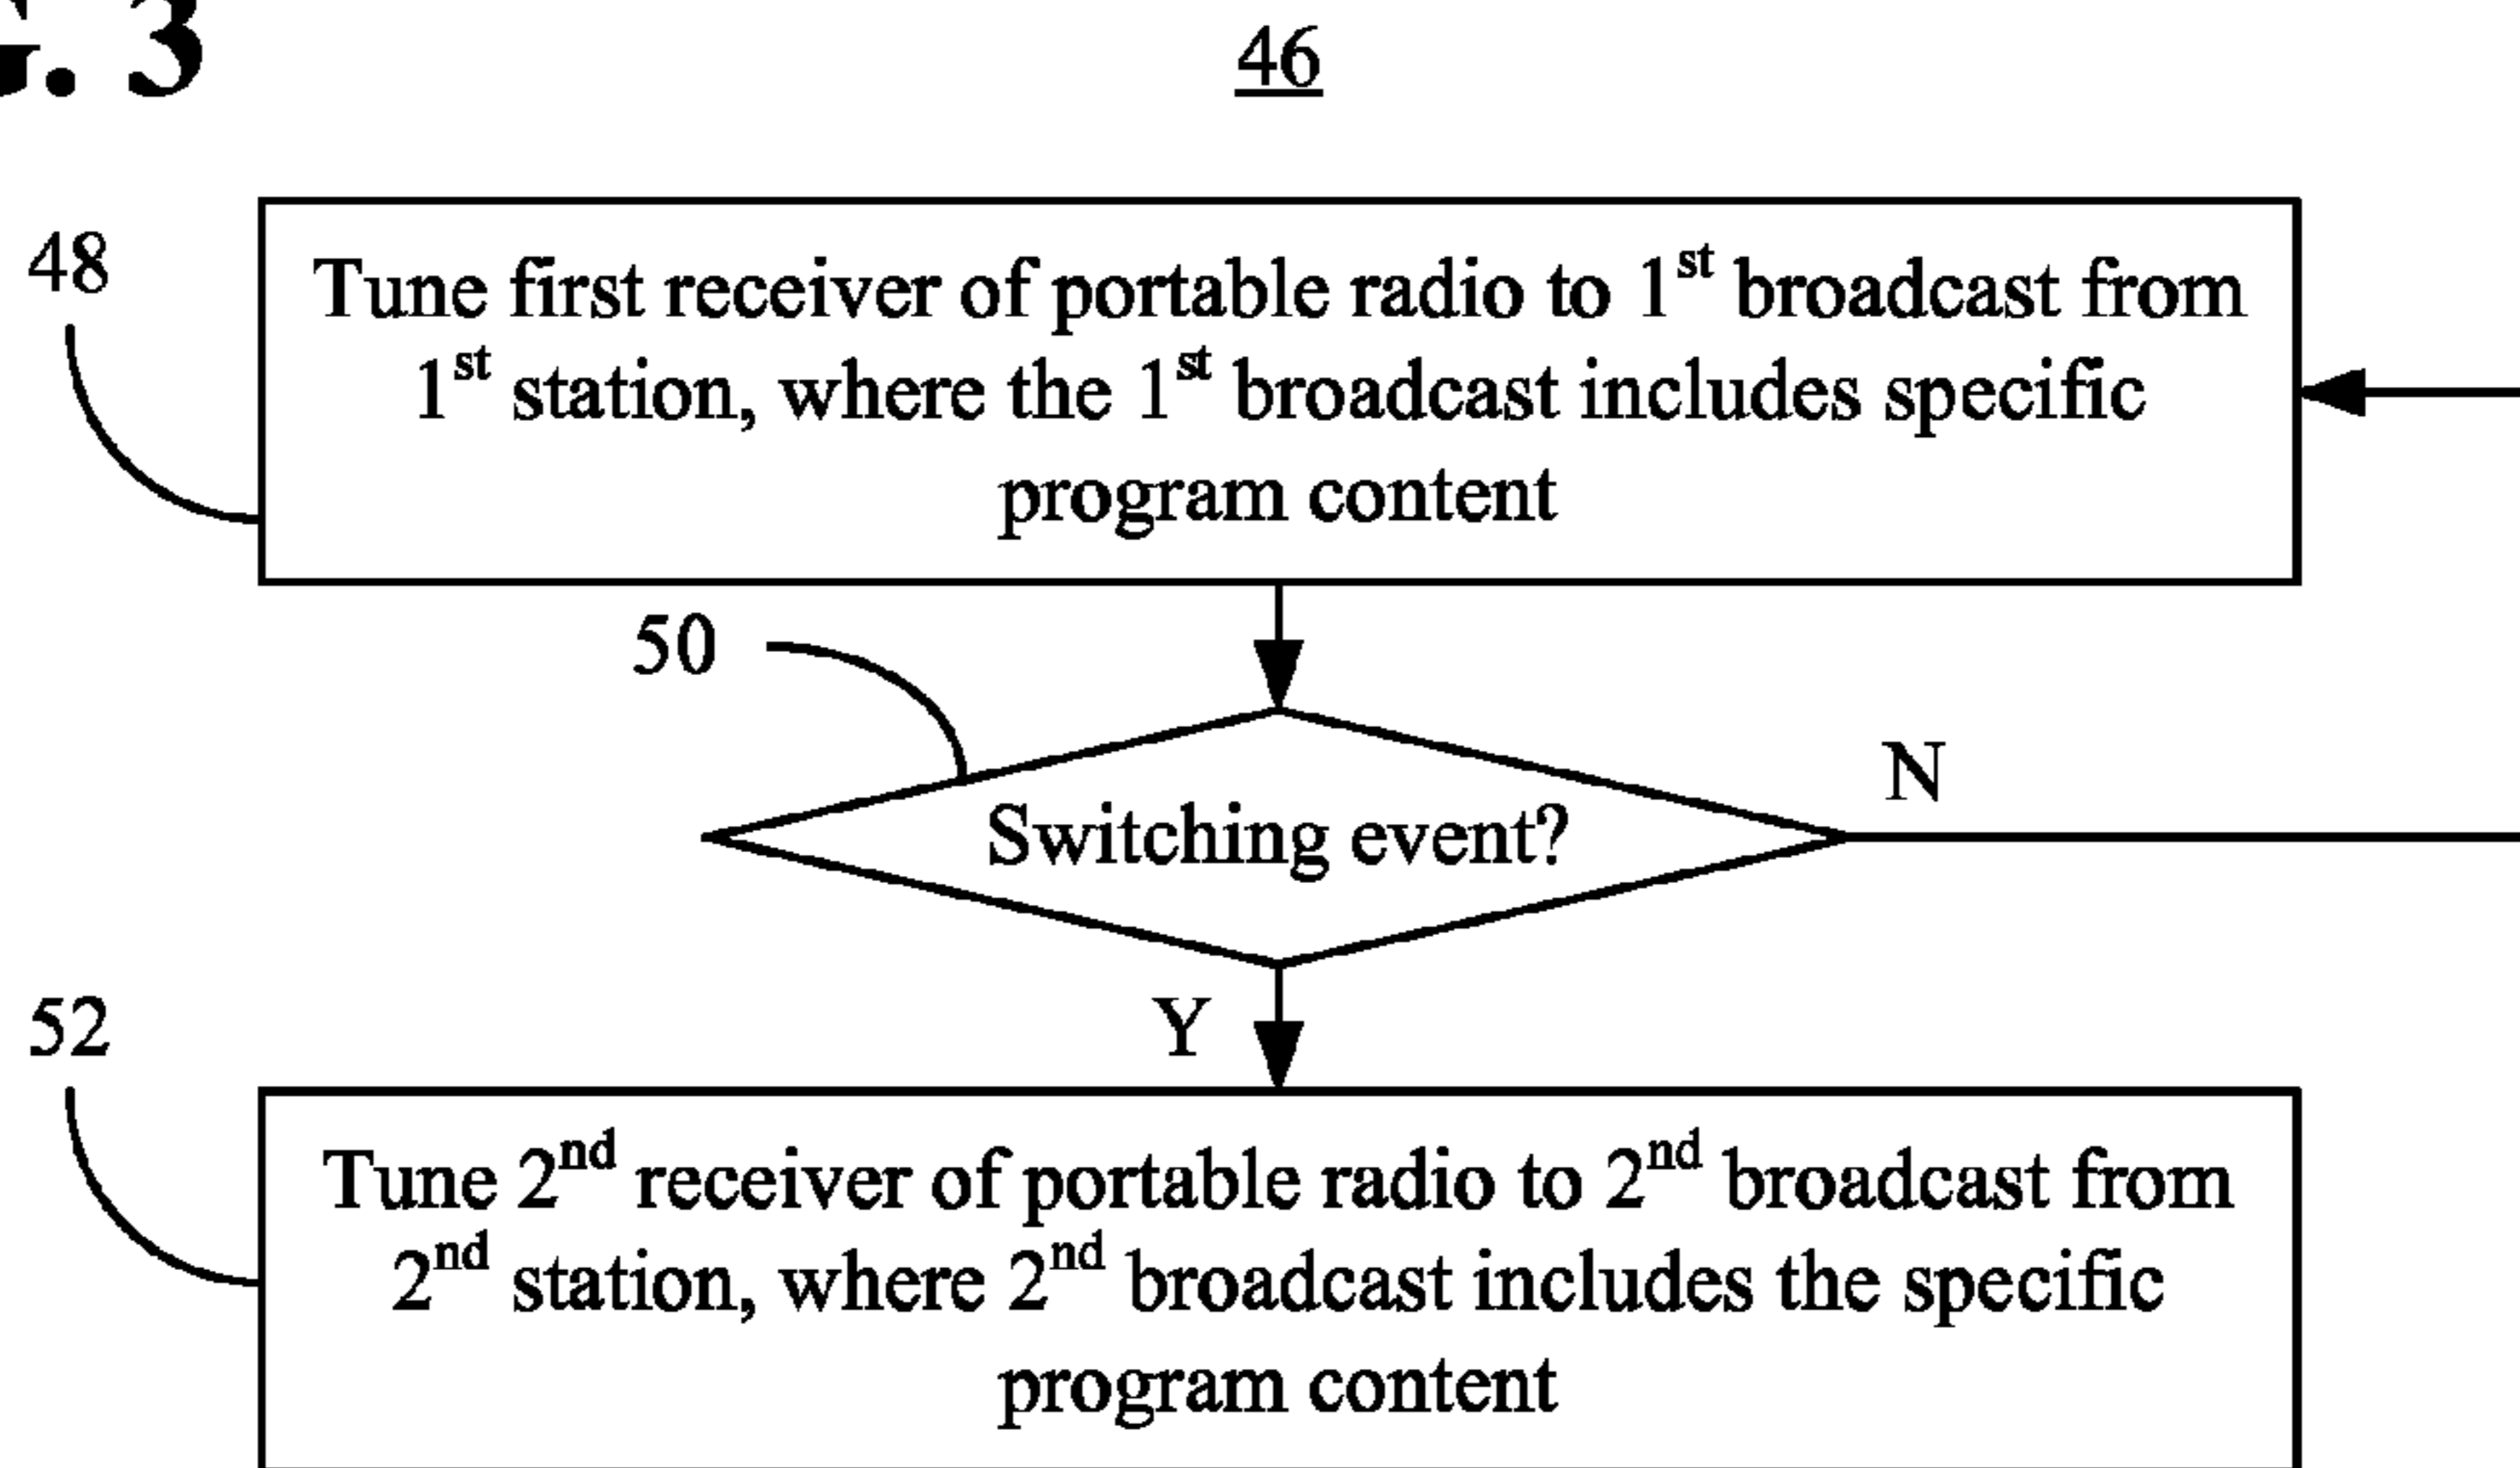 G. 3
46
48
Tune first receiver of portable radio to 1st broadcast from
1st station, where the 1st broadcast includes specific
program content
50
N
Switching event?
52
Y
Tune 2nd receiver of portable radio to 2nd broadcast from
2nd station, where 2nd broadcast includes the specific
program content